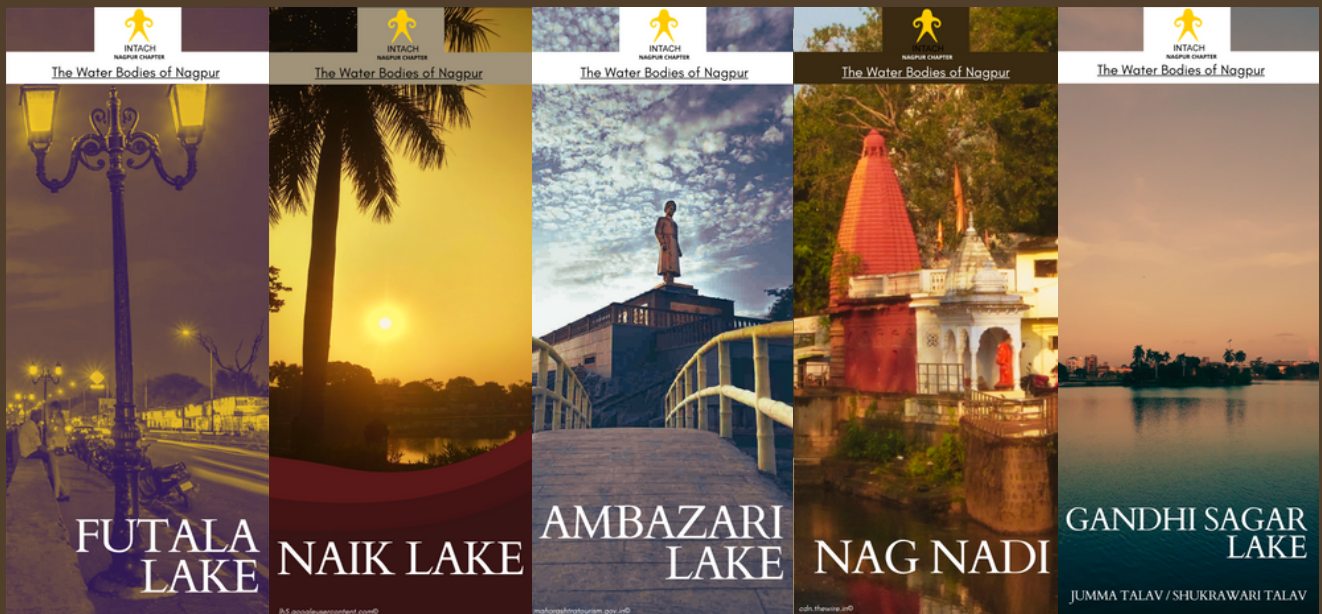 INTACH
NAGPUR CHAPTER
The Water Bodies of Nagpur
FUTALA
LAKE
INTACH
NAGPUR CHAPTER
The Water Bodies of Nagpur
NAIK LAKE
lh5.googleusercontent.com©
INTACH
NAGPUR CHAPTER
The Water Bodies of Nagpur
AMBAZARI
LAKE
maharashtratourism.gov.in©
INTACH
NAGPUR CHAPTER
The Water Bodies of Nagpur
NAG NADI
cdn.thewire.in©
INTACH
NAGPUR CHAPTER
The Water Bodies of Nagpur
GANDHI SAGAR
LAKE
JUMMA TALAV / SHUKRAWARI TALAV